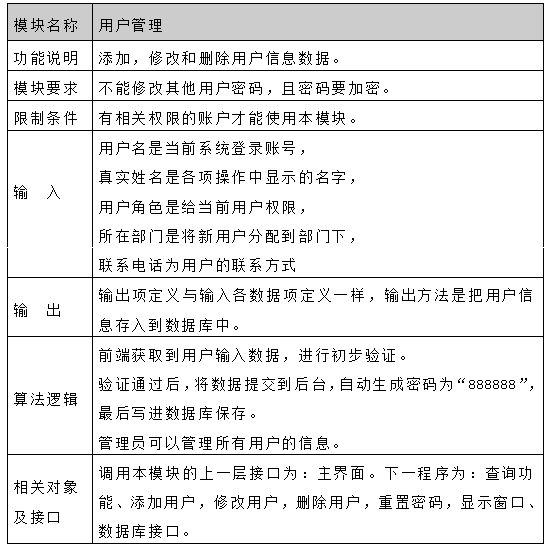 模块名称 用户管理
功能说明 添加，修改和删除用户信息数据。
模块要求 不能修改其他用户密码，且密码要加密。
限制条件 有相关权限的账户才能使用本模块。
输 入
用户名是当前系统登录账号，
真实姓名是各项操作中显示的名字，
用户角色是给当前用户权限，
所在部门是将新用户分配到部门下，
联系电话为用户的联系方式
输 出
输出项定义与输入各数据项定义一样，输出方法是把用户信
息存入到数据库中。
算法逻辑
前端获取到用户输入数据，进行初步验证。
验证通过后，将数据提交到后台，自动生成密码为“888888”，
最后写进数据库保存。
管理员可以管理所有用户的信息。
相关对象
及接口
调用本模块的上一层接口为：主界面。下一程序为：查询功
能、添加用户，修改用户，删除用户，重置密码，显示窗口、
数据库接口。